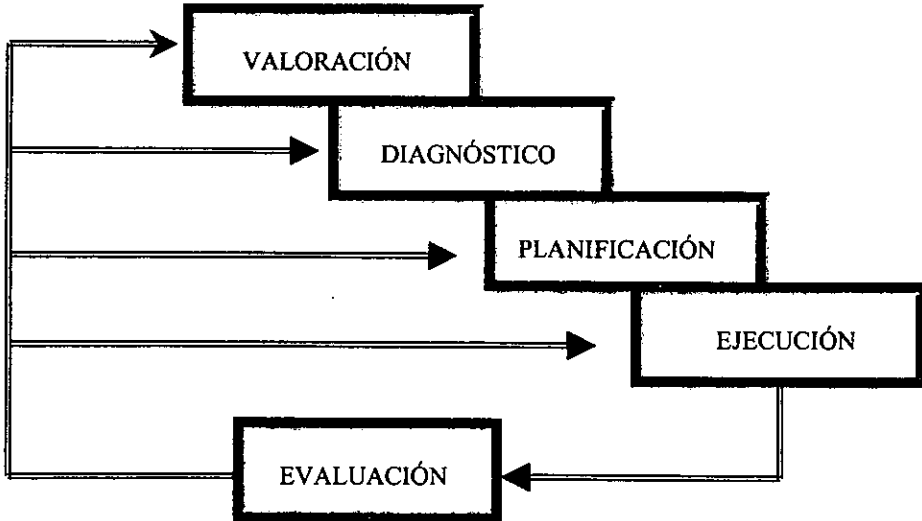 VALORACIÓN
DIAGNÓSTICO
PLANIFICACIÓN
EJECUCIÓN
EVALUACIÓN